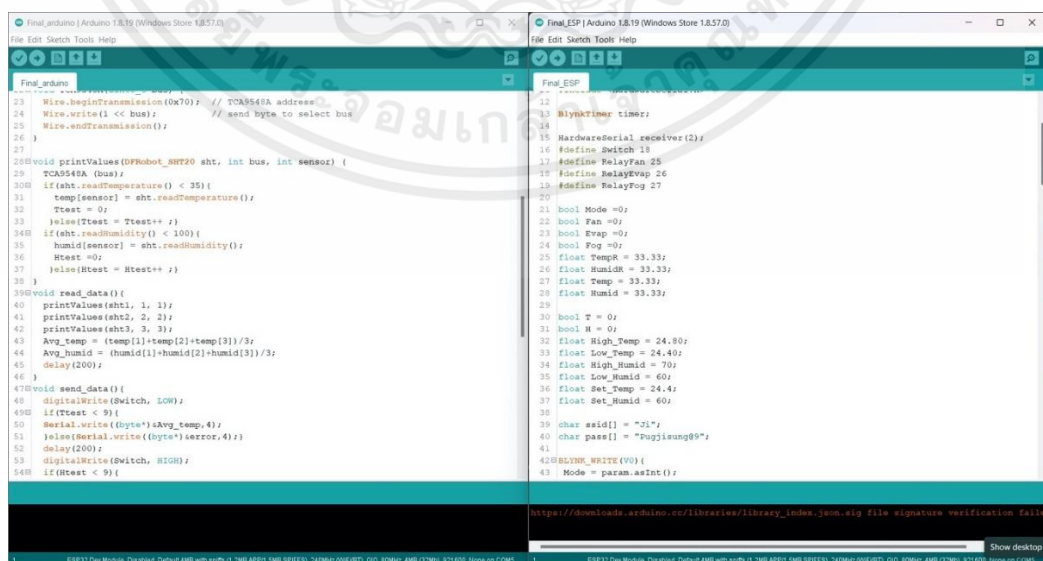 Final_arduino | Arduino 1.8.19 (Windows Store 1.8.57.0)
File Edit Sketch Tools Help
Final_arduino
23 Wire.beginTransmission(0x70); // TCA9548A address
24 Wire.write(1 << bus); // send byte to select bus
25 Wire.endTransmission();
26 }
27
28 void printValues(DFRobot_SHT20 sht, int bus, int sensor) {
29 TCA9548A (bus);
30 if(sht.readTemperature() < 35){
31 temp[sensor] = sht.readTemperature();
32 Ttest = 0;
33 }else{Ttest = Ttest++ ;}
34 if(sht.readHumidity() < 100){
35 humid[sensor] = sht.readHumidity();
36 Htest =0;
37 }else{Htest = Htest++ ;}
38 }
39 void read_data(){
40 printValues(sht1, 1, 1);
41 printValues(sht2, 2, 2);
42 printValues(sht3, 3, 3);
43 Avg_temp = (temp[1]+temp[2]+temp[3])/3;
44 Avg_humid = (humid[1]+humid[2]+humid[3])/3;
45 delay(200);
46 }
47 void send_data(){
48 digitalWrite(Switch, LOW);
49 if(Ttest < 9){
50 Serial.write((byte*)&Avg_temp,4);
51 }else{Serial.write((byte*)&error,4);}
52 delay(200);
53 digitalWrite(Switch, HIGH);
54 if(Htest < 9){
Final_ESP | Arduino 1.8.19 (Windows Store 1.8.57.0)
File Edit Sketch Tools Help
Final_ESP
12
13 BlynkTimer timer;
14
15 HardwareSerial receiver(2);
16 #define Switch 18
17 #define RelayFan 25
18 #define RelayEvap 26
19 #define RelayFog 27
20
21 bool Mode =0;
22 bool Fan =0;
23 bool Evap =0;
24 bool Fog =0;
25 float TempR = 33.33;
26 float HumidR = 33.33;
27 float Temp = 33.33;
28 float Humid = 33.33;
29
30 bool T = 0;
31 bool H = 0;
32 float High_Temp = 24.80;
33 float Low_Temp = 24.40;
34 float High_Humid = 70;
35 float Low_Humid = 60;
36 float Set_Temp = 24.4;
37 float Set_Humid = 60;
38
39 char ssid[] = "Ji";
40 char pass[] = "Pugjisung@9";
41
42 BLYNK_WRITE(V0){
43 Mode = param.asInt();
https://downloads.arduino.cc/libraries/library_index.json.sig file signature verification faile
Show desktop